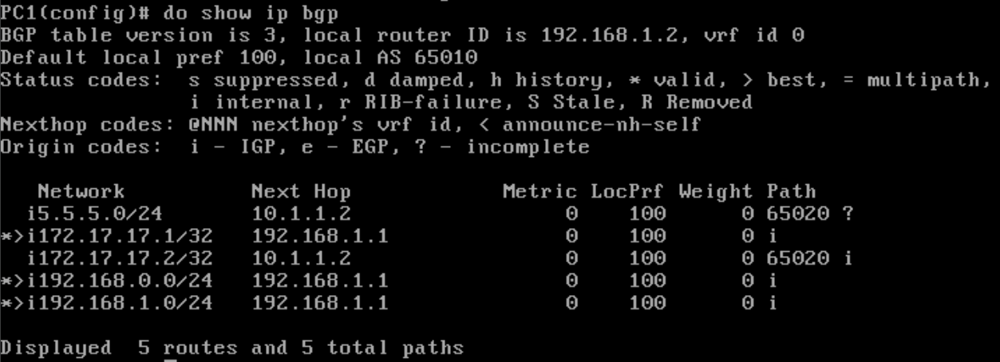 PC1(config)# do show ip bgp
BGP table version is 3, local router ID is 192.168.1.2, vrf id 0
Default local pref 100, local AS 65010
Status codes:  s suppressed, d damped, h history, * valid, > best, = multipath,
               i internal, r RIB-failure, S Stale, R Removed
Nexthop codes: @NNN nexthop's vrf id, < announce-nh-self
Origin codes:  i - IGP, e - EGP, ? - incomplete

   Network          Next Hop            Metric LocPrf Weight Path
  i5.5.5.0/24       10.1.1.2                 0    100      0 65020 ?
*>i172.17.17.1/32   192.168.1.1              0    100      0 i
  i172.17.17.2/32   10.1.1.2                 0    100      0 65020 i
*>i192.168.0.0/24   192.168.1.1              0    100      0 i
*>i192.168.1.0/24   192.168.1.1              0    100      0 i

Displayed  5 routes and 5 total paths